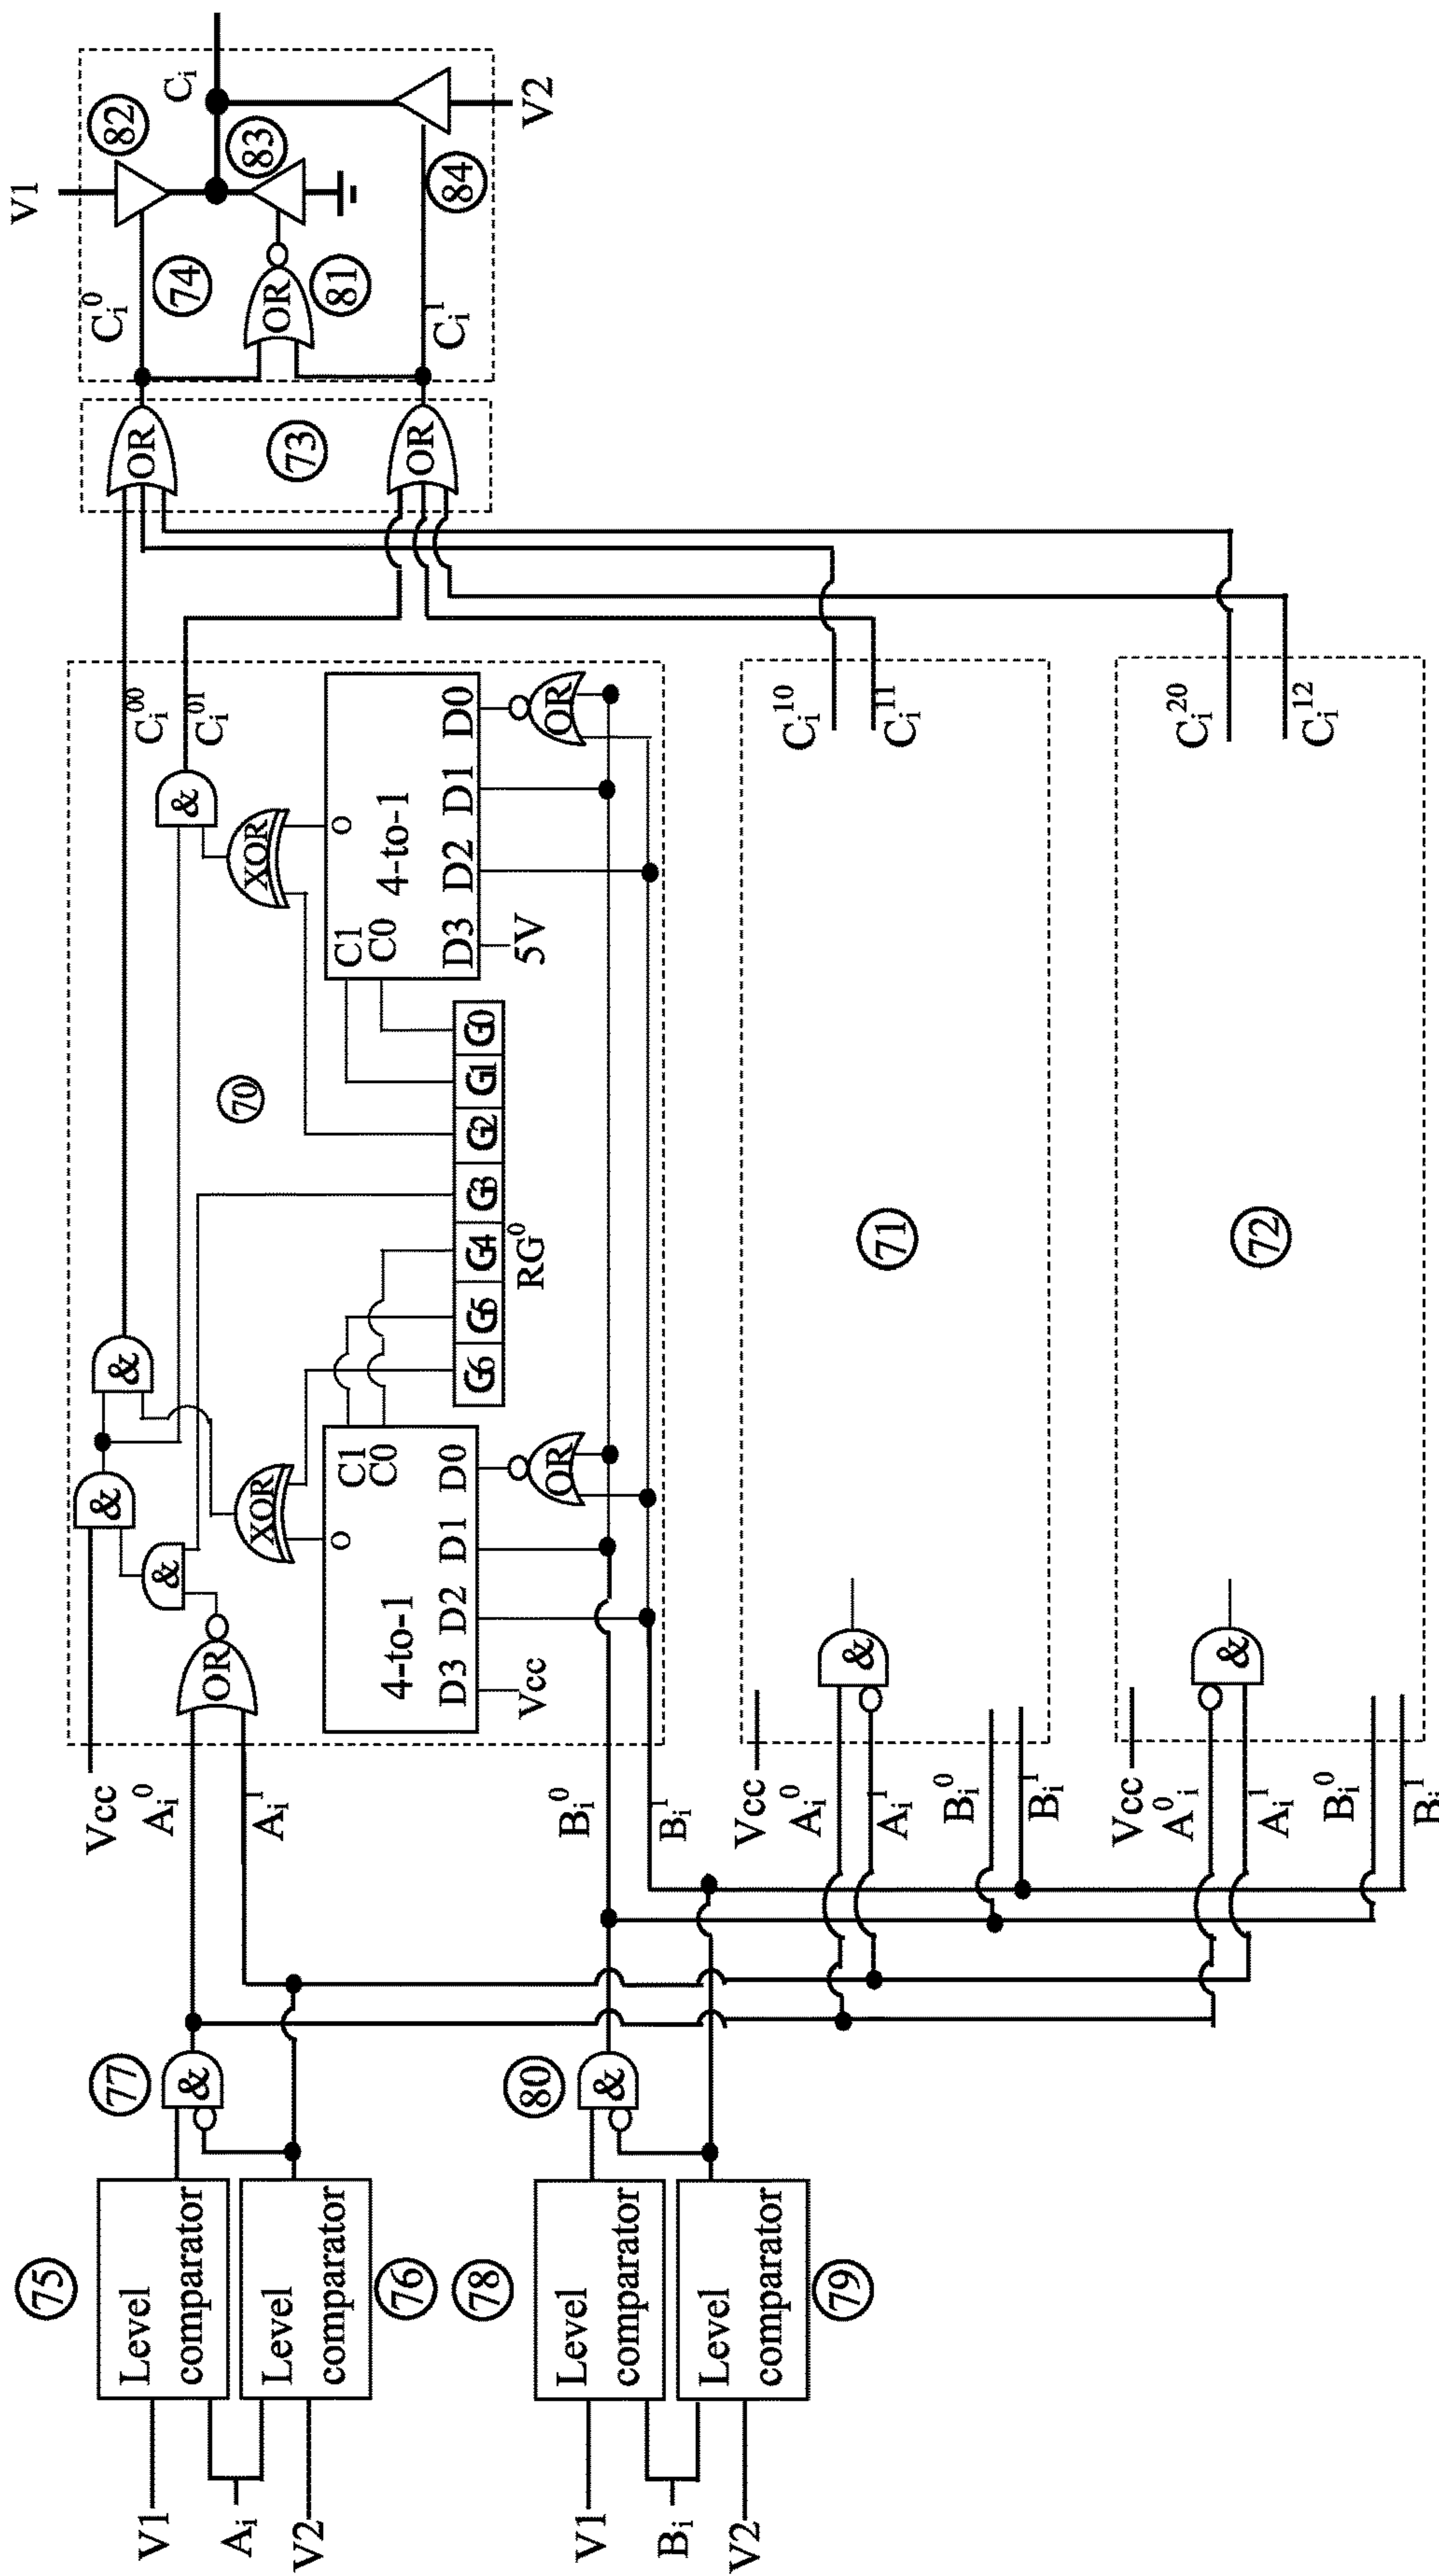 75
Level
comparator
V1
Ai
76
Level
comparator
V2
77
&
78
Level
comparator
V1
Bi
79
Level
comparator
V2
80
&
Vcc
Ai0
Ai1
Bi0
Bi1
70
OR
&
&
&
XOR
O
4-to-1
C1
C0
D3
D2
D1
D0
Vcc
OR
G6
G5
G4
G3
G2
G1
G0
RG0
&
XOR
O
4-to-1
C1
C0
D3
D2
D1
D0
5V
OR
Ci00
Ci01
Vcc
Ai0
Ai1
Bi0
Bi1
&
71
Ci10
Ci11
Vcc
A0i
Ai1
Bi0
Bi1
&
72
Ci20
Ci12
OR
73
OR
Ci0
74
OR
81
Ci1
V1
82
83
84
Ci
V2